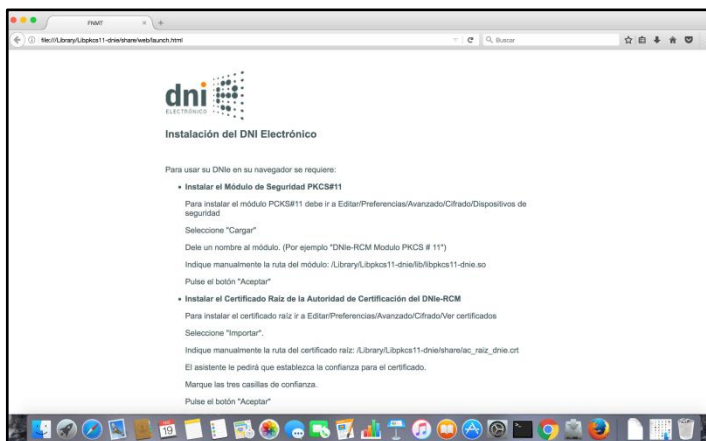 FNMT
file:///Library/Libpkcs11-dnie/share/web/launch.html
Buscar
dni
ELECTRÓNICO
Instalación del DNI Electrónico
Para usar su DNIe en su navegador se requiere:
• Instalar el Módulo de Seguridad PKCS#11
Para instalar el módulo PCKS#11 debe ir a Editar/Preferencias/Avanzado/Cifrado/Dispositivos de
seguridad
Seleccione "Cargar"
Dele un nombre al módulo. (Por ejemplo "DNIe-RCM Modulo PKCS # 11")
Indique manualmente la ruta del módulo: /Library/Libpkcs11-dnie/lib/libpkcs11-dnie.so
Pulse el botón "Aceptar"
• Instalar el Certificado Raíz de la Autoridad de Certificación del DNIe-RCM
Para instalar el certificado raíz ir a Editar/Preferencias/Avanzado/Cifrado/Ver certificados
Seleccione "Importar".
Indique manualmente la ruta del certificado raíz: /Library/Libpkcs11-dnie/share/ac_raiz_dnie.crt
El asistente le pedirá que establezca la confianza para el certificado.
Marque las tres casillas de confianza.
Pulse el botón "Aceptar"
19